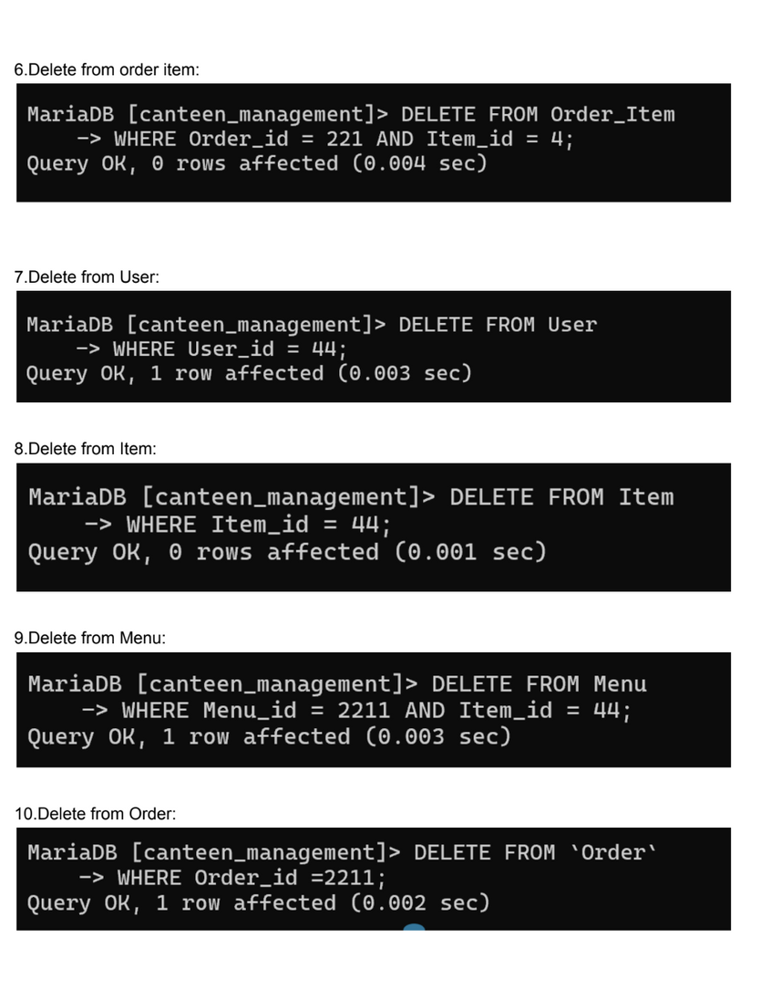 6.Delete from order item:
MariaDB [canteen_management]> DELETE FROM Order_Item
    -> WHERE Order_id = 221 AND Item_id = 4;
Query OK, 0 rows affected (0.004 sec)
7.Delete from User:
MariaDB [canteen_management]> DELETE FROM User
    -> WHERE User_id = 44;
Query OK, 1 row affected (0.003 sec)
8.Delete from Item:
MariaDB [canteen_management]> DELETE FROM Item
    -> WHERE Item_id = 44;
Query OK, 0 rows affected (0.001 sec)
9.Delete from Menu:
MariaDB [canteen_management]> DELETE FROM Menu
    -> WHERE Menu_id = 2211 AND Item_id = 44;
Query OK, 1 row affected (0.003 sec)
10.Delete from Order:
MariaDB [canteen_management]> DELETE FROM `Order`
    -> WHERE Order_id =2211;
Query OK, 1 row affected (0.002 sec)